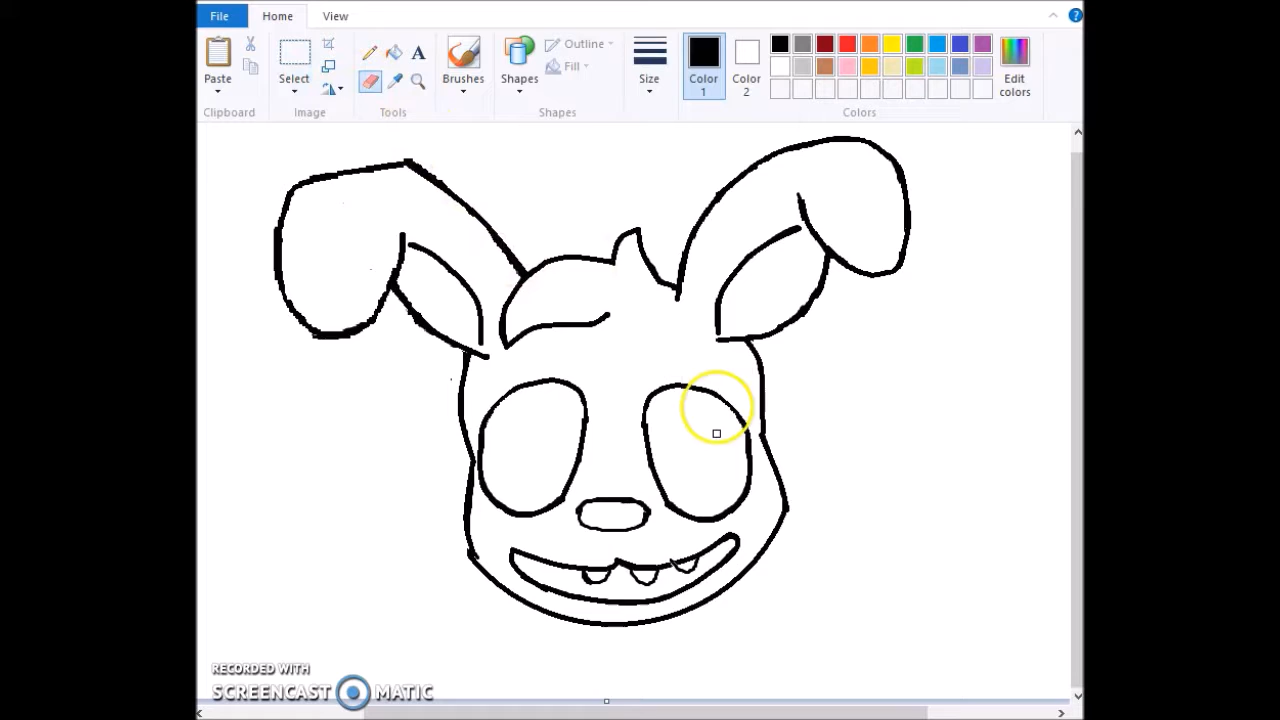 File Home View
Paste Select Brushes Shapes Outline Fill Size Color 1 Color 2 Edit colors
Clipboard Image Tools Shapes Colors
A
?
RECORDED WITH
SCREENCAST MATIC